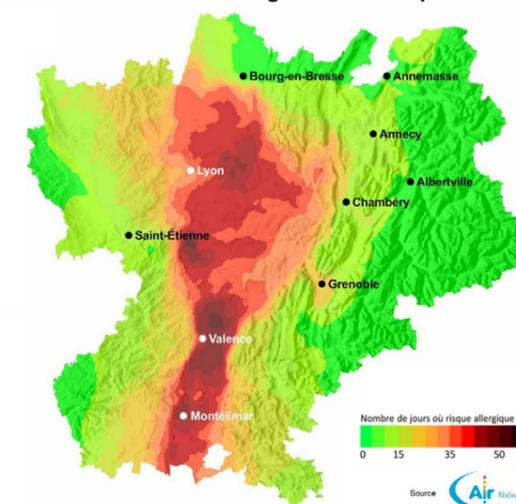 Bourg-en-Bresse
Annemasse
Annecy
Lyon
Albertville
Chambéry
Saint-Étienne
Grenoble
Valence
Montélimar
Nombre de jours où risque allergique
0 15 35 50
Source Air Rhône